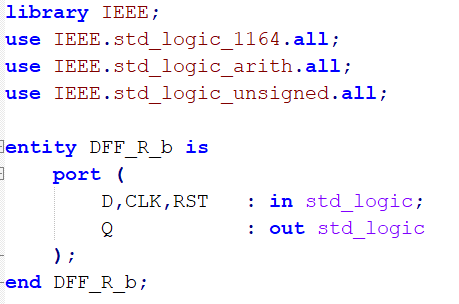 library IEEE;
use IEEE.std_logic_1164.all;
use IEEE.std_logic_arith.all;
use IEEE.std_logic_unsigned.all;
entity DFF_R_b is
port (
D,CLK,RST : in std_logic;
Q : out std_logic
);
end DFF_R_b;